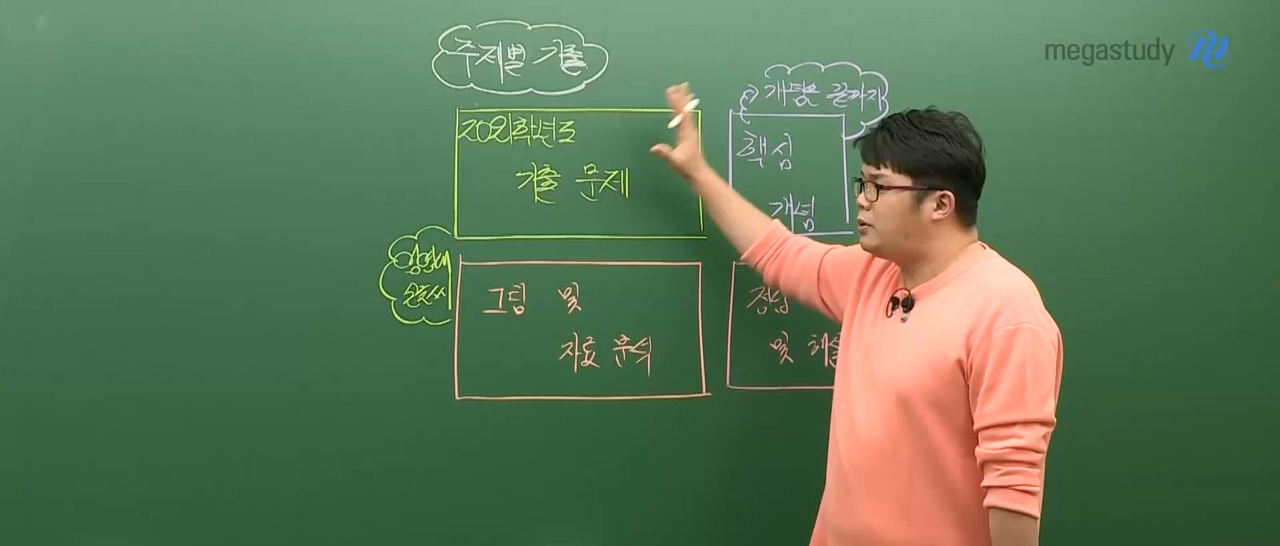 주제별 기출
megastudy
개념은 끝까지
2021학년도
기출 문제
핵심
개념
그림 및
자료 분석
정답
및 해설